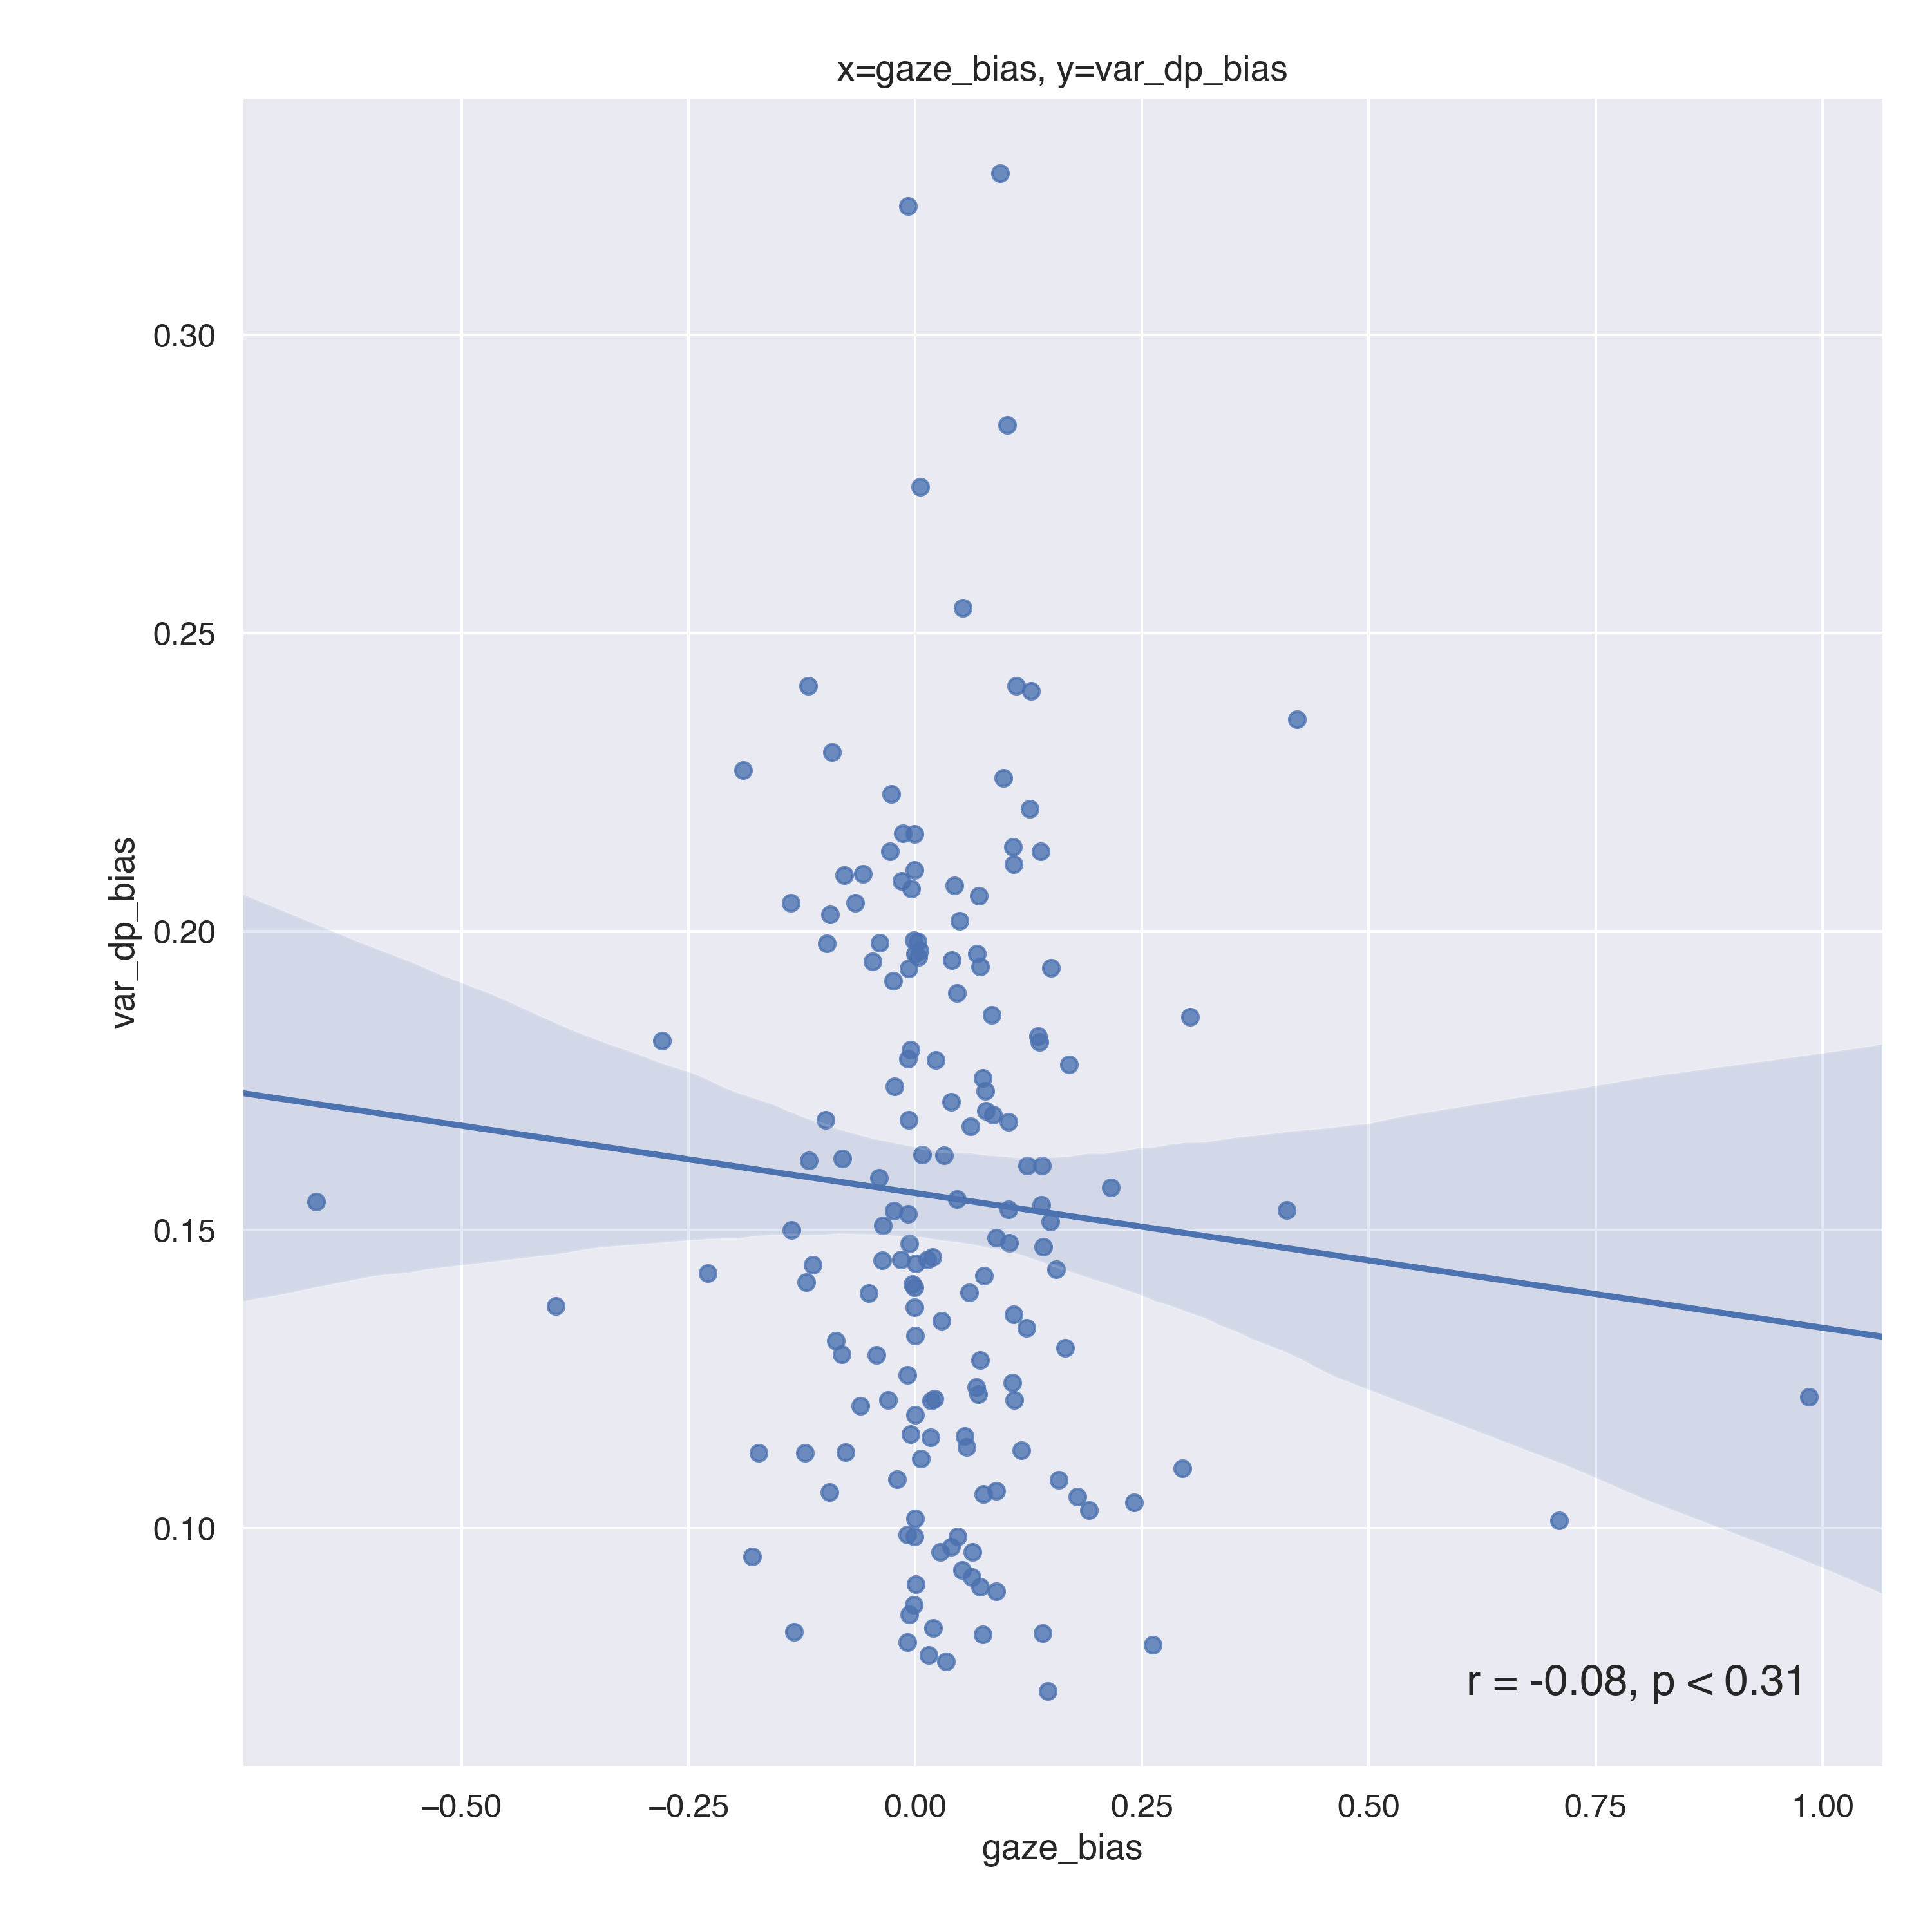 x=gaze_bias, y=var_dp_bias
0.30
0.25
0.20
0.15
0.10
var_dp_bias
r = -0.08, p < 0.31
−0.50 −0.25 0.00 0.25 0.50 0.75 1.00
gaze_bias